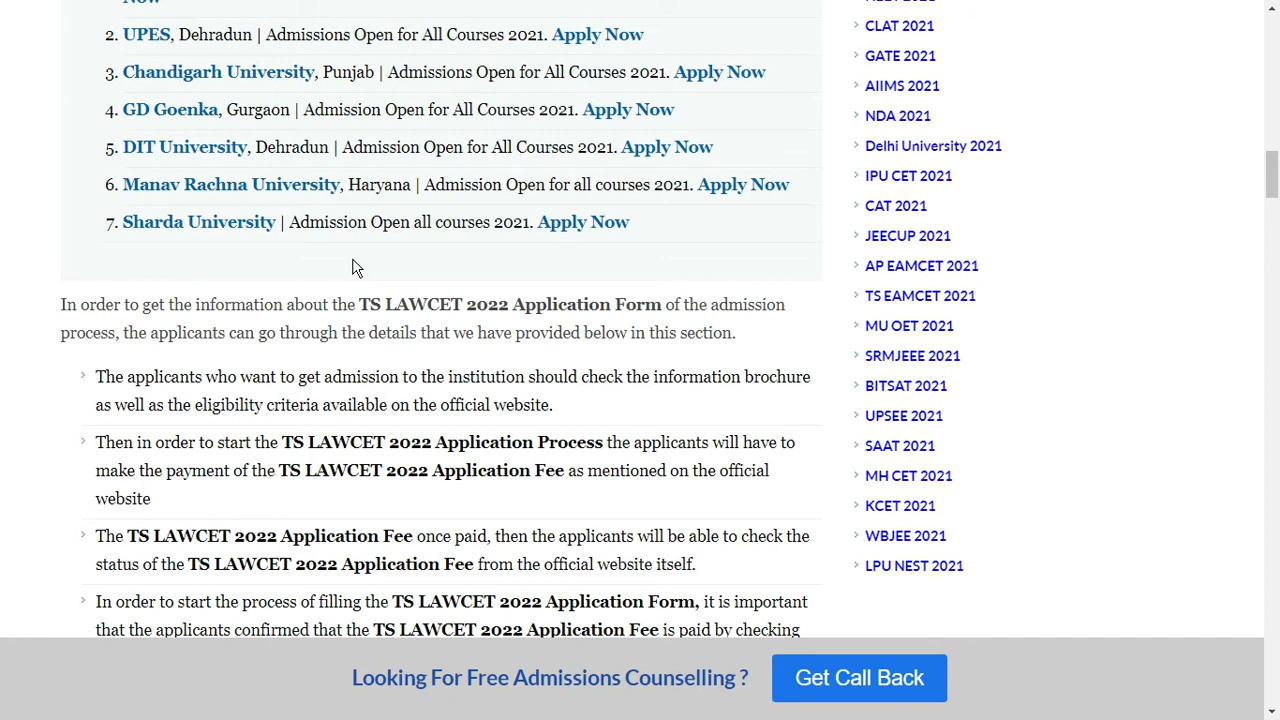 Now
2. UPES, Dehradun | Admissions Open for All Courses 2021. Apply Now
3. Chandigarh University, Punjab | Admissions Open for All Courses 2021. Apply Now
4. GD Goenka, Gurgaon | Admission Open for All Courses 2021. Apply Now
5. DIT University, Dehradun | Admission Open for All Courses 2021. Apply Now
6. Manav Rachna University, Haryana | Admission Open for all courses 2021. Apply Now
7. Sharda University | Admission Open all courses 2021. Apply Now
In order to get the information about the TS LAWCET 2022 Application Form of the admission
process, the applicants can go through the details that we have provided below in this section.
The applicants who want to get admission to the institution should check the information brochure
as well as the eligibility criteria available on the official website.
Then in order to start the TS LAWCET 2022 Application Process the applicants will have to
make the payment of the TS LAWCET 2022 Application Fee as mentioned on the official
website
The TS LAWCET 2022 Application Fee once paid, then the applicants will be able to check the
status of the TS LAWCET 2022 Application Fee from the official website itself.
In order to start the process of filling the TS LAWCET 2022 Application Form, it is important
that the applicants confirmed that the TS LAWCET 2022 Application Fee is paid by checking
CLAT 2021
GATE 2021
AIIMS 2021
NDA 2021
Delhi University 2021
IPU CET 2021
CAT 2021
JEECUP 2021
AP EAMCET 2021
TS EAMCET 2021
MU OET 2021
SRMJEEE 2021
BITSAT 2021
UPSEE 2021
SAAT 2021
MH CET 2021
KCET 2021
WBJEE 2021
LPU NEST 2021
Looking For Free Admissions Counselling ?
Get Call Back